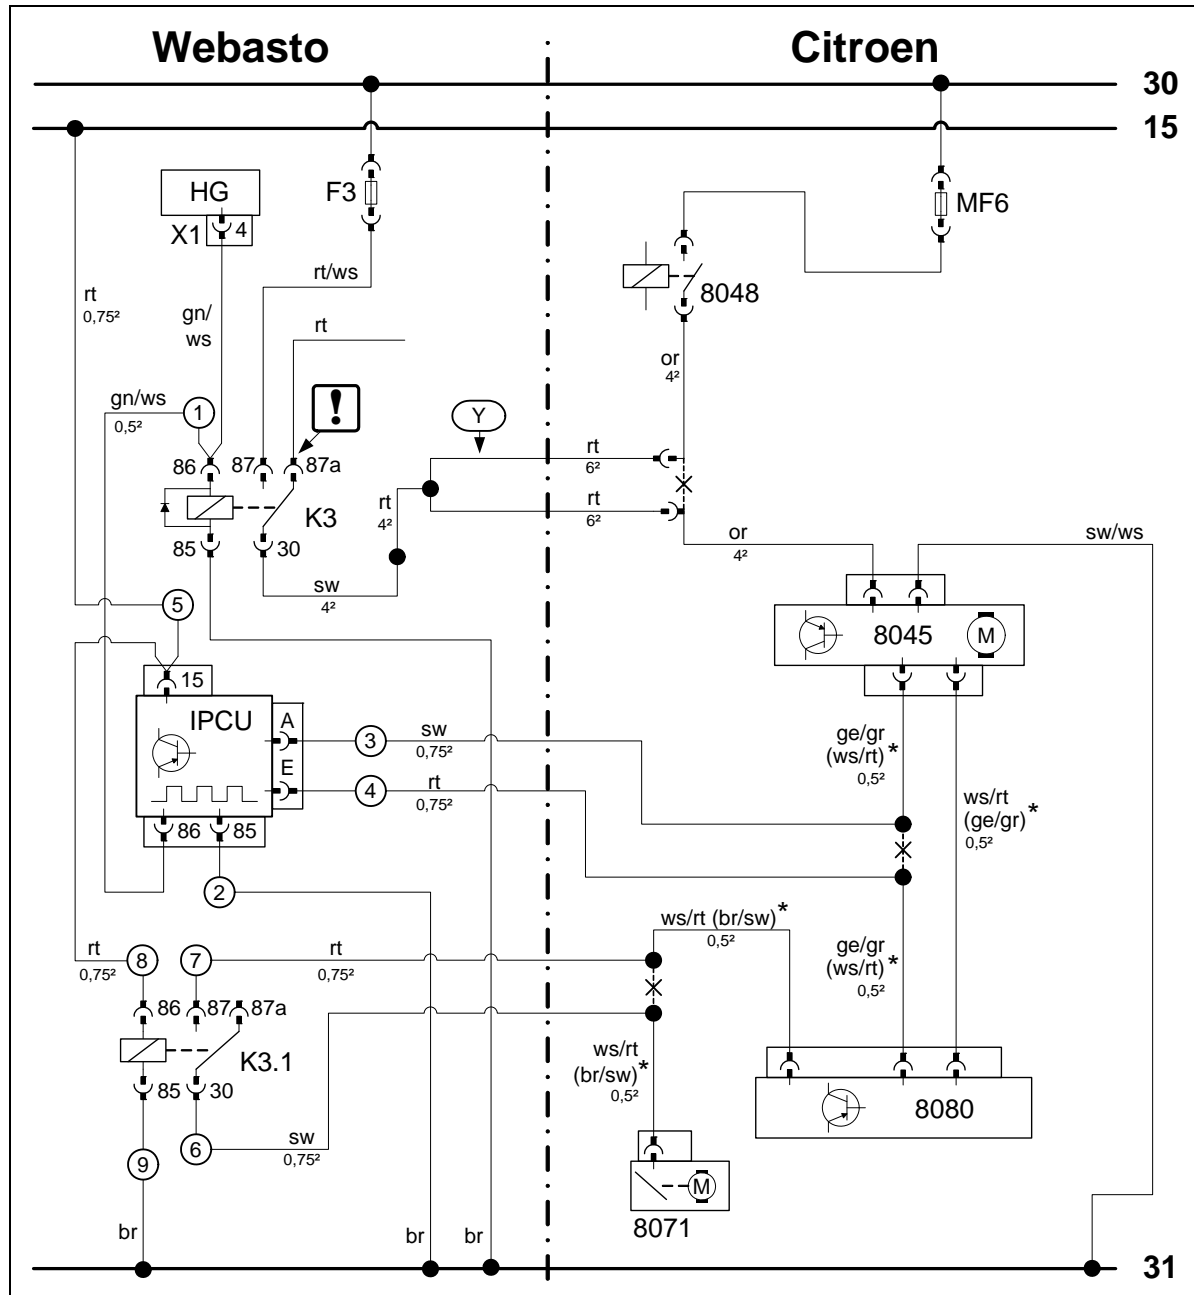 Webasto
Citroen
30
15
HG
X1
4
F3
MF6
rt/ws
8048
rt
0,75²
gn/
ws
rt
or
4²
gn/ws
0,5²
1
!
Y
86
87
87a
rt
6²
K3
rt
4²
rt
6²
85
30
or
4²
sw/ws
sw
4²
5
8045
M
15
IPCU
A
3
sw
0,75²
ge/gr
(ws/rt)*
0,5²
E
4
rt
0,75²
ws/rt
(ge/gr)*
0,5²
86
85
2
ws/rt (br/sw)*
0,5²
rt
0,75²
8
7
rt
0,75²
ge/gr
(ws/rt)*
0,5²
86
87
87a
K3.1
ws/rt
(br/sw)*
0,5²
85
30
8080
6
sw
0,75²
9
M
8071
br
br
br
31